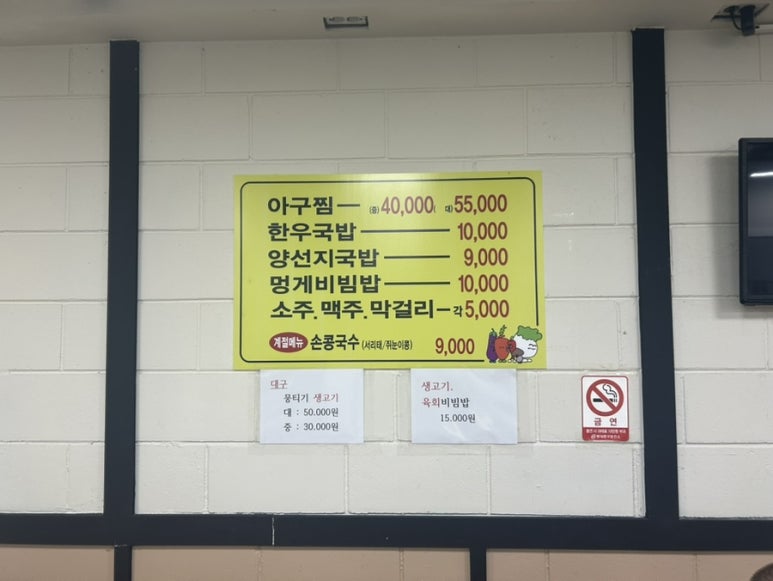 아구찜 (중) 40,000 (대) 55,000
한우국밥 10,000
양선지국밥 9,000
멍게비빔밥 10,000
소주.맥주.막걸리 각 5,000
계절메뉴 손콩국수 (서리태/쥐눈이콩) 9,000
대구
뭉티기 생고기
대 : 50.000원
중 : 30.000원
생고기.
육회비빔밥
15.000원
금연